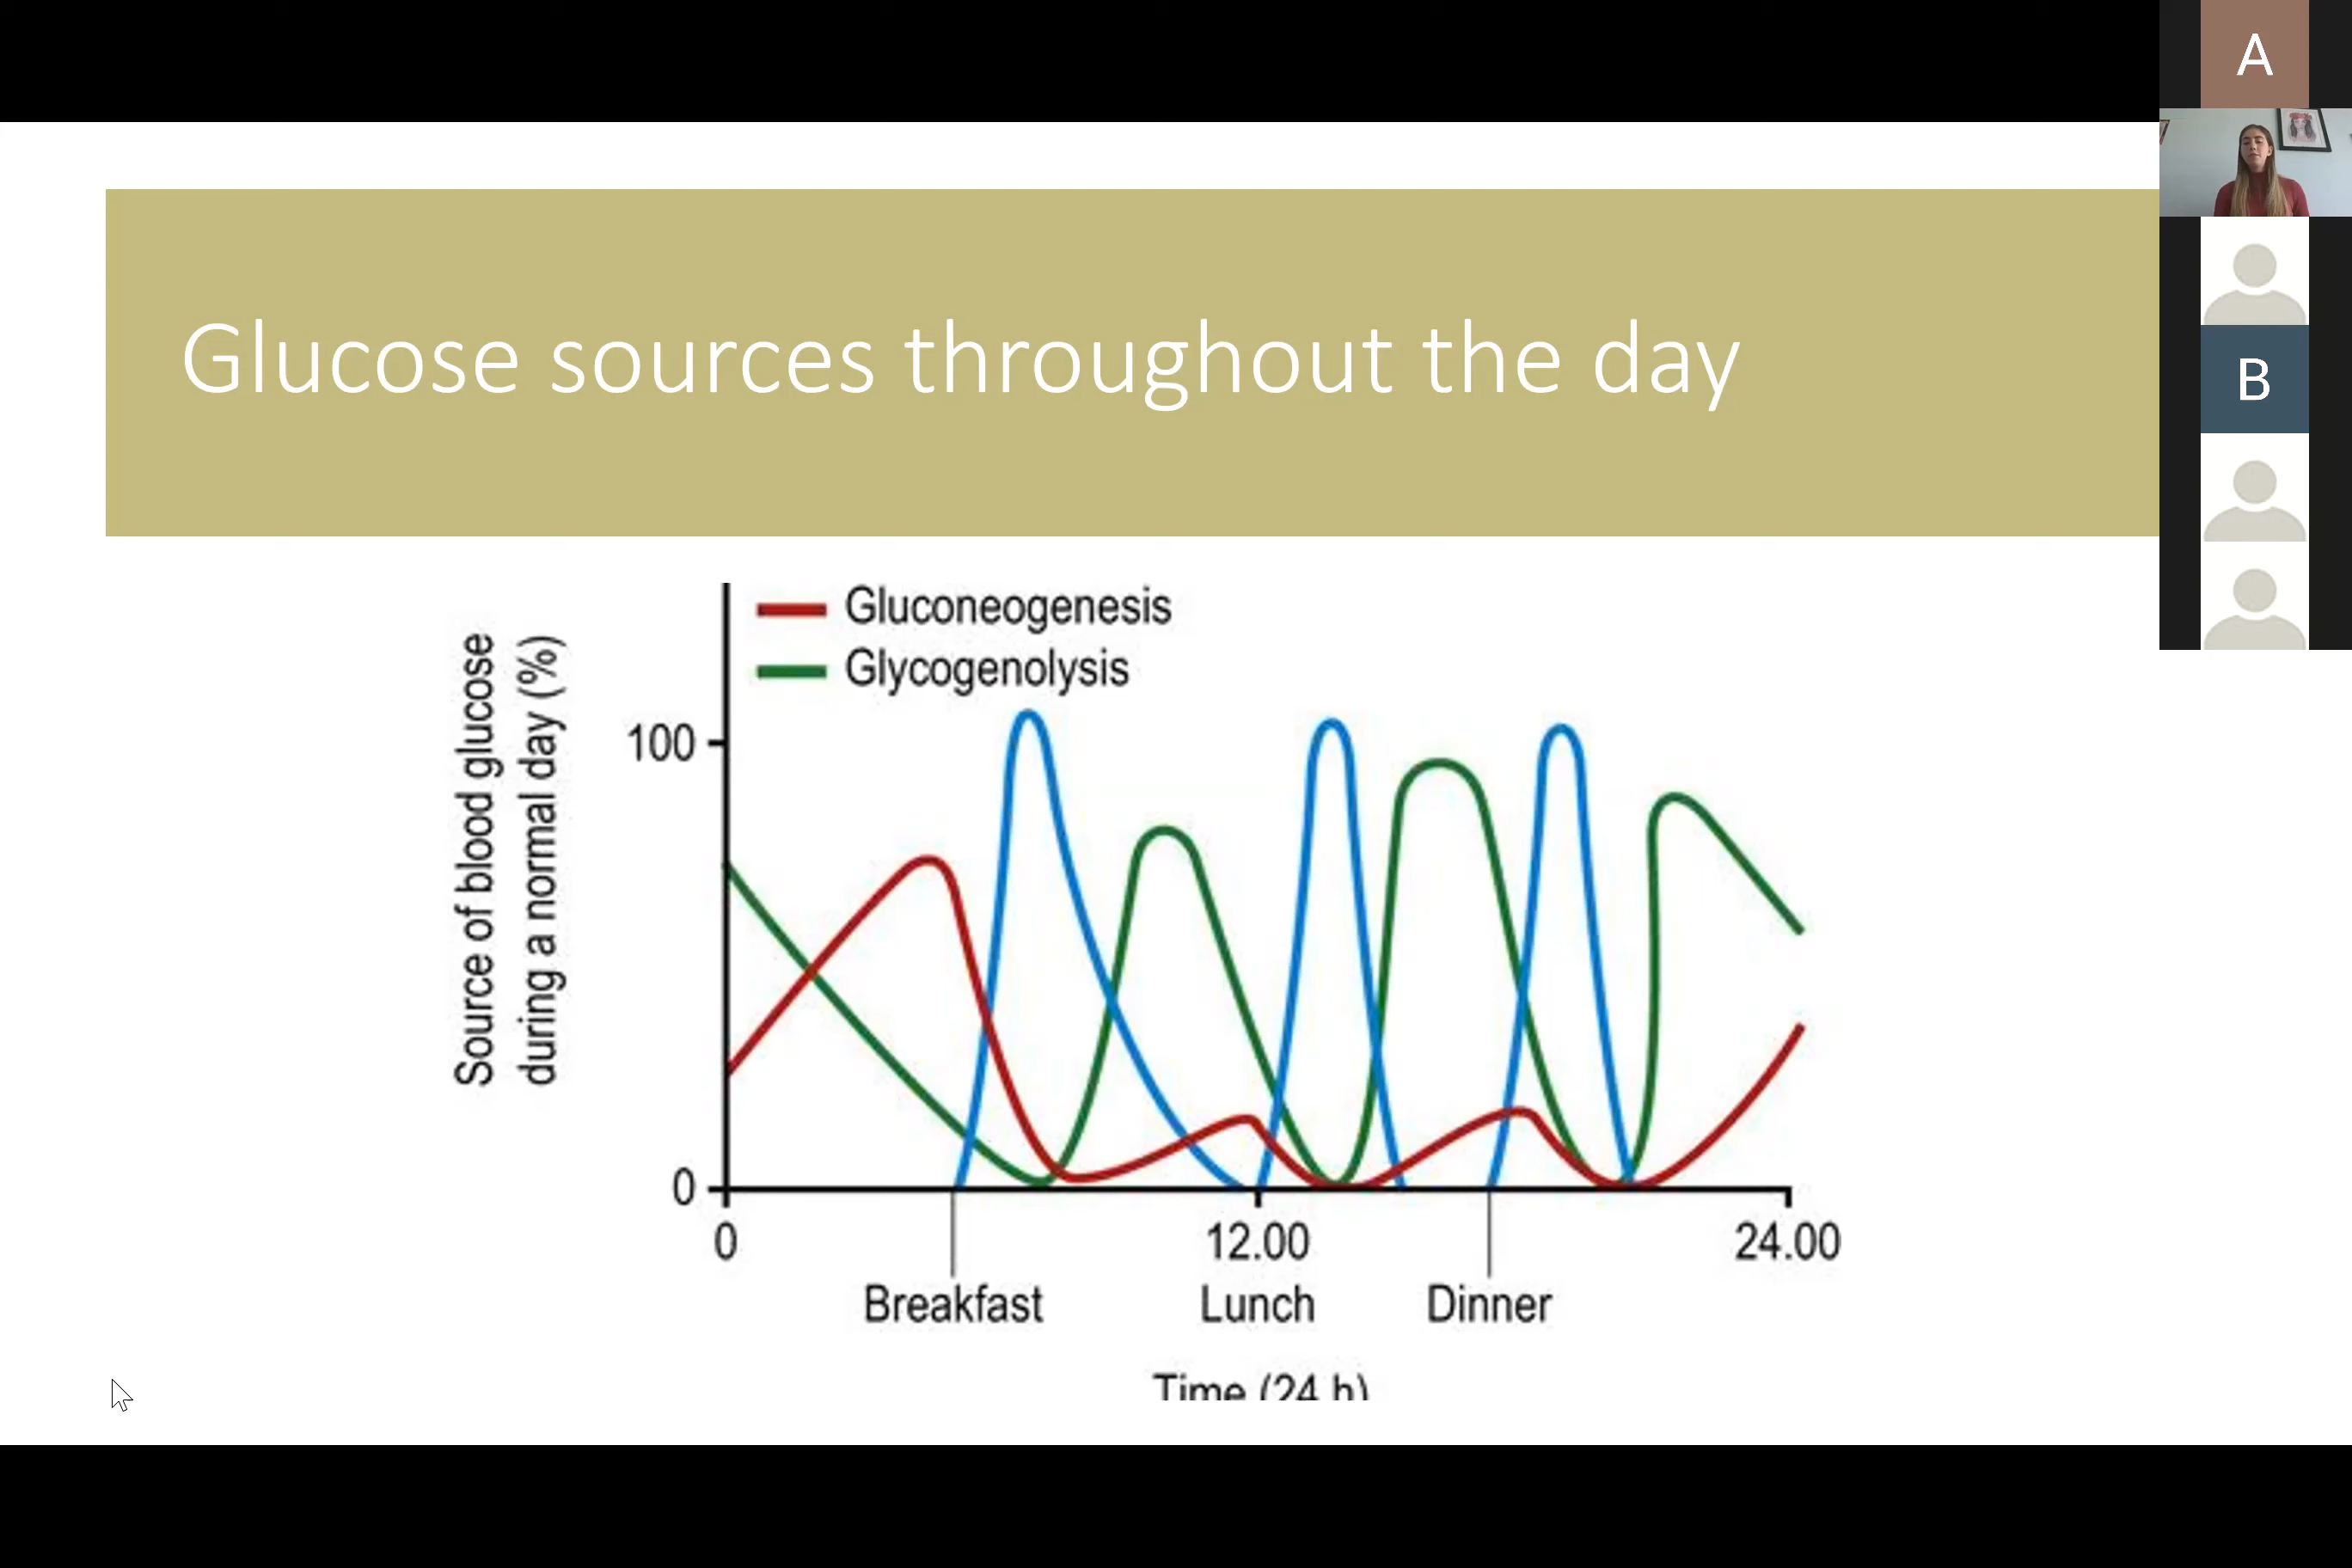 A
B
Glucose sources throughout the day
Gluconeogenesis
Glycogenolysis
Source of blood glucose
during a normal day (%)
100
0
0
12.00
24.00
Breakfast
Lunch
Dinner
Time (24 h)